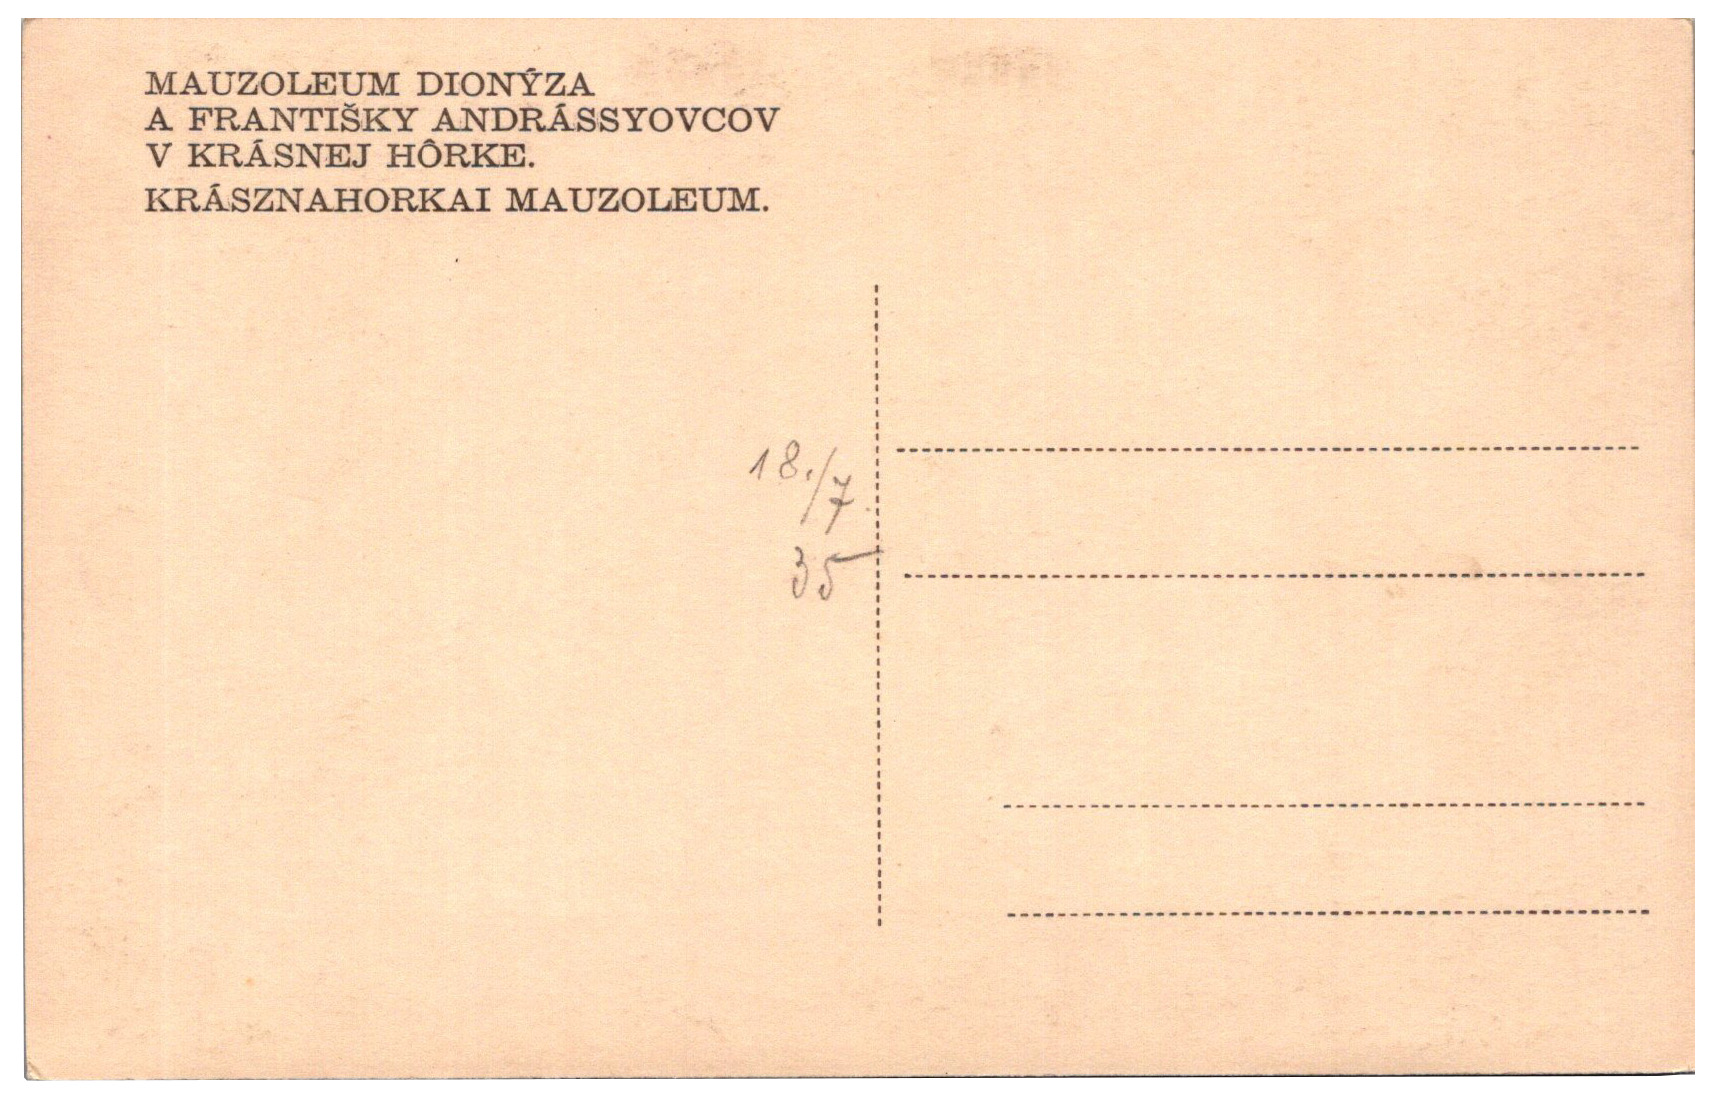 MAUZOLEUM DIONÝZA
A FRANTIŠKY ANDRÁSSYOVCOV
V KRÁSNEJ HÔRKE.
KRÁSZNAHORKAI MAUZOLEUM.
18./7.
35